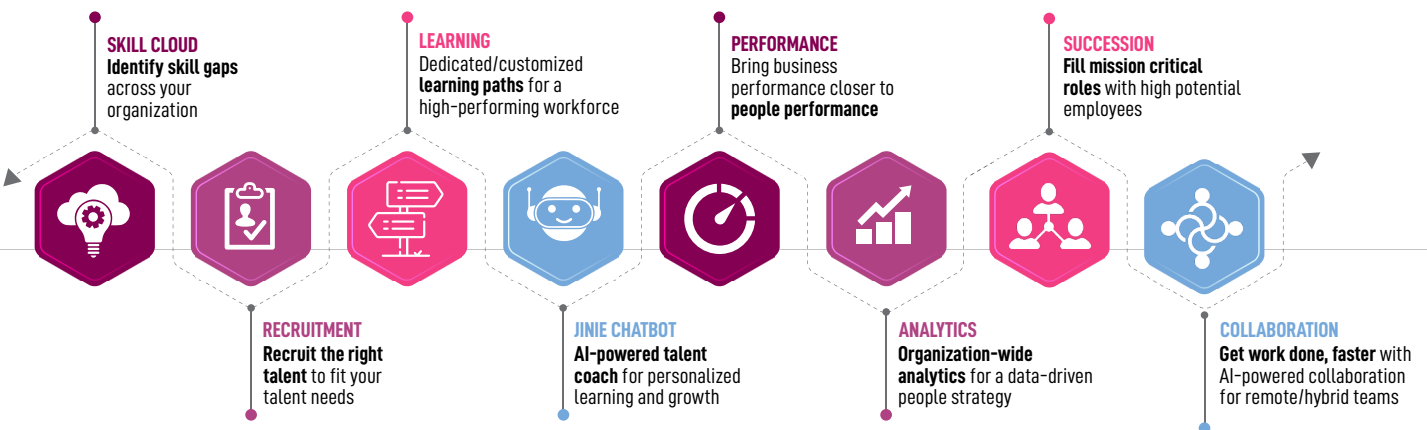 SKILL CLOUD
Identify skill gaps
across your
organization
LEARNING
Dedicated/customized
learning paths for a
high-performing workforce
PERFORMANCE
Bring business
performance closer to
people performance
SUCCESSION
Fill mission critical
roles with high potential
employees
RECRUITMENT
Recruit the right
talent to fit your
talent needs
JINIE CHATBOT
AI-powered talent
coach for personalized
learning and growth
ANALYTICS
Organization-wide
analytics for a data-driven
people strategy
COLLABORATION
Get work done, faster with
AI-powered collaboration
for remote/hybrid teams